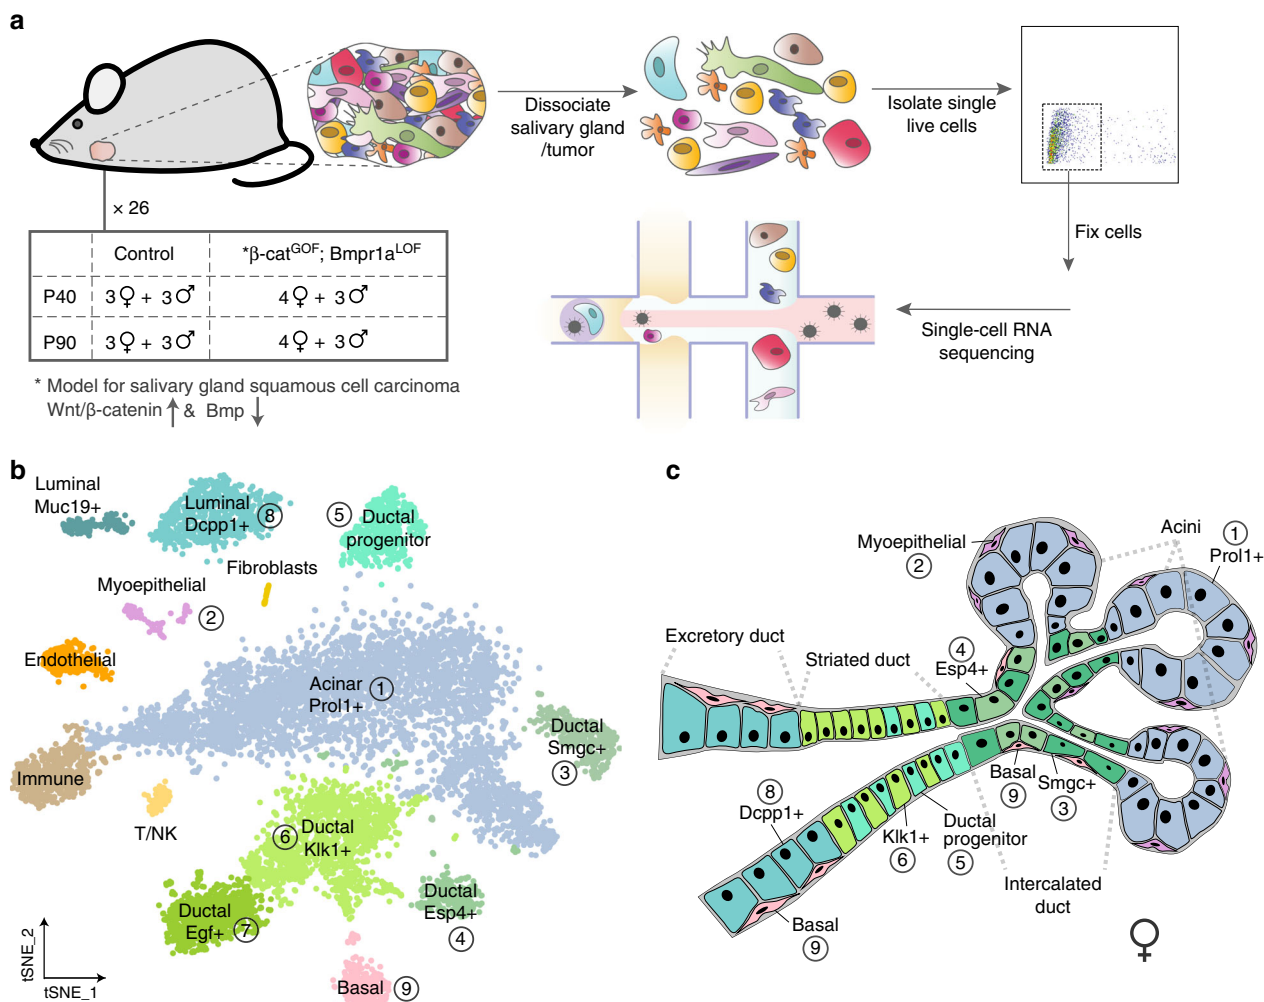 a
Dissociate
salivary gland
/tumor
Isolate single
live cells
Fix cells
Single-cell RNA
sequencing
× 26
Control
*β-catGOF; Bmpr1aLOF
P40
3♀ + 3♂
4♀ + 3♂
P90
3♀ + 3♂
4♀ + 3♂
* Model for salivary gland squamous cell carcinoma
Wnt/β-catenin ↑ & Bmp ↓
b
Luminal
Muc19+
Luminal
Dcpp1+ 8
5 Ductal
progenitor
Myoepithelial
2
Fibroblasts
Endothelial
Acinar
Prol1+ 1
Ductal
Smgc+
3
Immune
T/NK
6 Ductal
Klk1+
Ductal
Egf+ 7
Ductal
Esp4+
4
Basal 9
tSNE_2
tSNE_1
c
Myoepithelial
2
Acini
1
Prol1+
Excretory duct
Striated duct
4
Esp4+
Basal
9
Smgc+
3
8
Dcpp1+
Klk1+
6
Ductal
progenitor
5
Intercalated
duct
Basal
9
♀